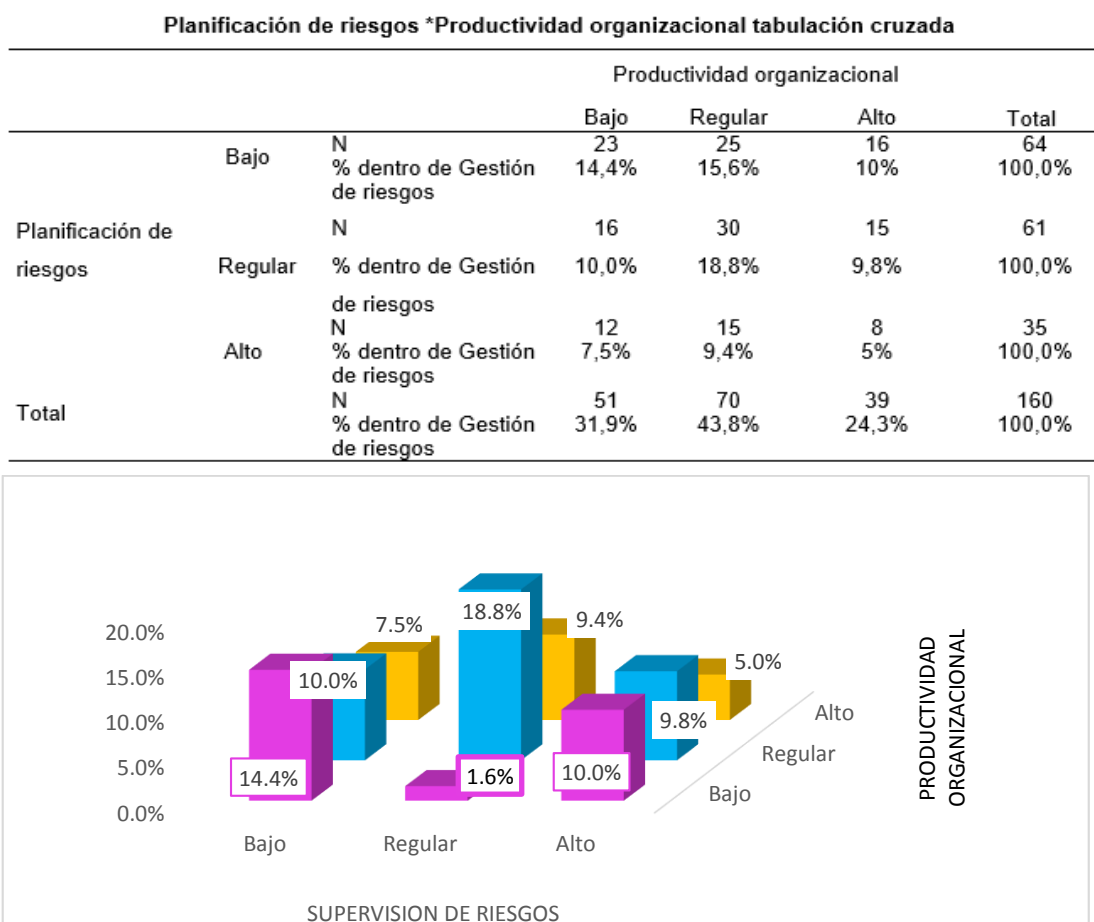 Planificación de riesgos *Productividad organizacional tabulación cruzada
Productividad organizacional
Bajo Regular Alto Total
Bajo N 23 25 16 64
% dentro de Gestión 14,4% 15,6% 10% 100,0%
de riesgos
Planificación de N 16 30 15 61
riesgos Regular % dentro de Gestión 10,0% 18,8% 9,8% 100,0%
de riesgos
N 12 15 8 35
Alto % dentro de Gestión 7,5% 9,4% 5% 100,0%
de riesgos
Total N 51 70 39 160
% dentro de Gestión 31,9% 43,8% 24,3% 100,0%
de riesgos
20.0%
15.0%
10.0%
5.0%
0.0%
7.5%
18.8%
9.4%
10.0%
5.0%
9.8%
14.4%
1.6%
10.0%
Alto
Regular
Bajo
Bajo Regular Alto
SUPERVISION DE RIESGOS
PRODUCTIVIDAD
ORGANIZACIONAL